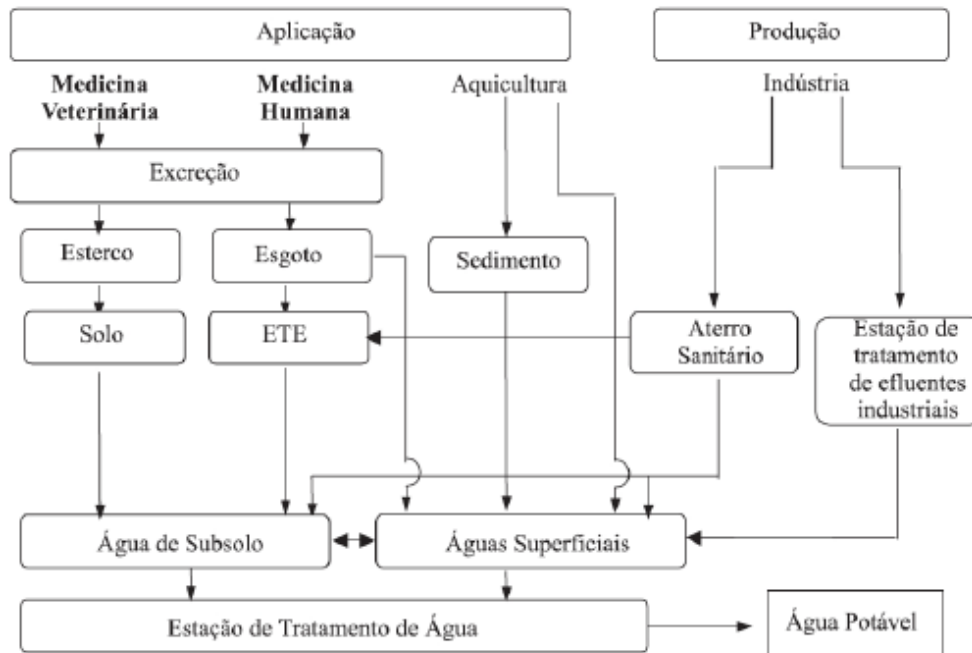 Aplicação
Produção
Medicina
Veterinária
Medicina
Humana
Aquicultura
Indústria
Excreção
Esterco
Esgoto
Sedimento
Solo
ETE
Aterro
Sanitário
Estação de
tratamento
de efluentes
industriais
Água de Subsolo
Águas Superficiais
Estação de Tratamento de Água
Água Potável